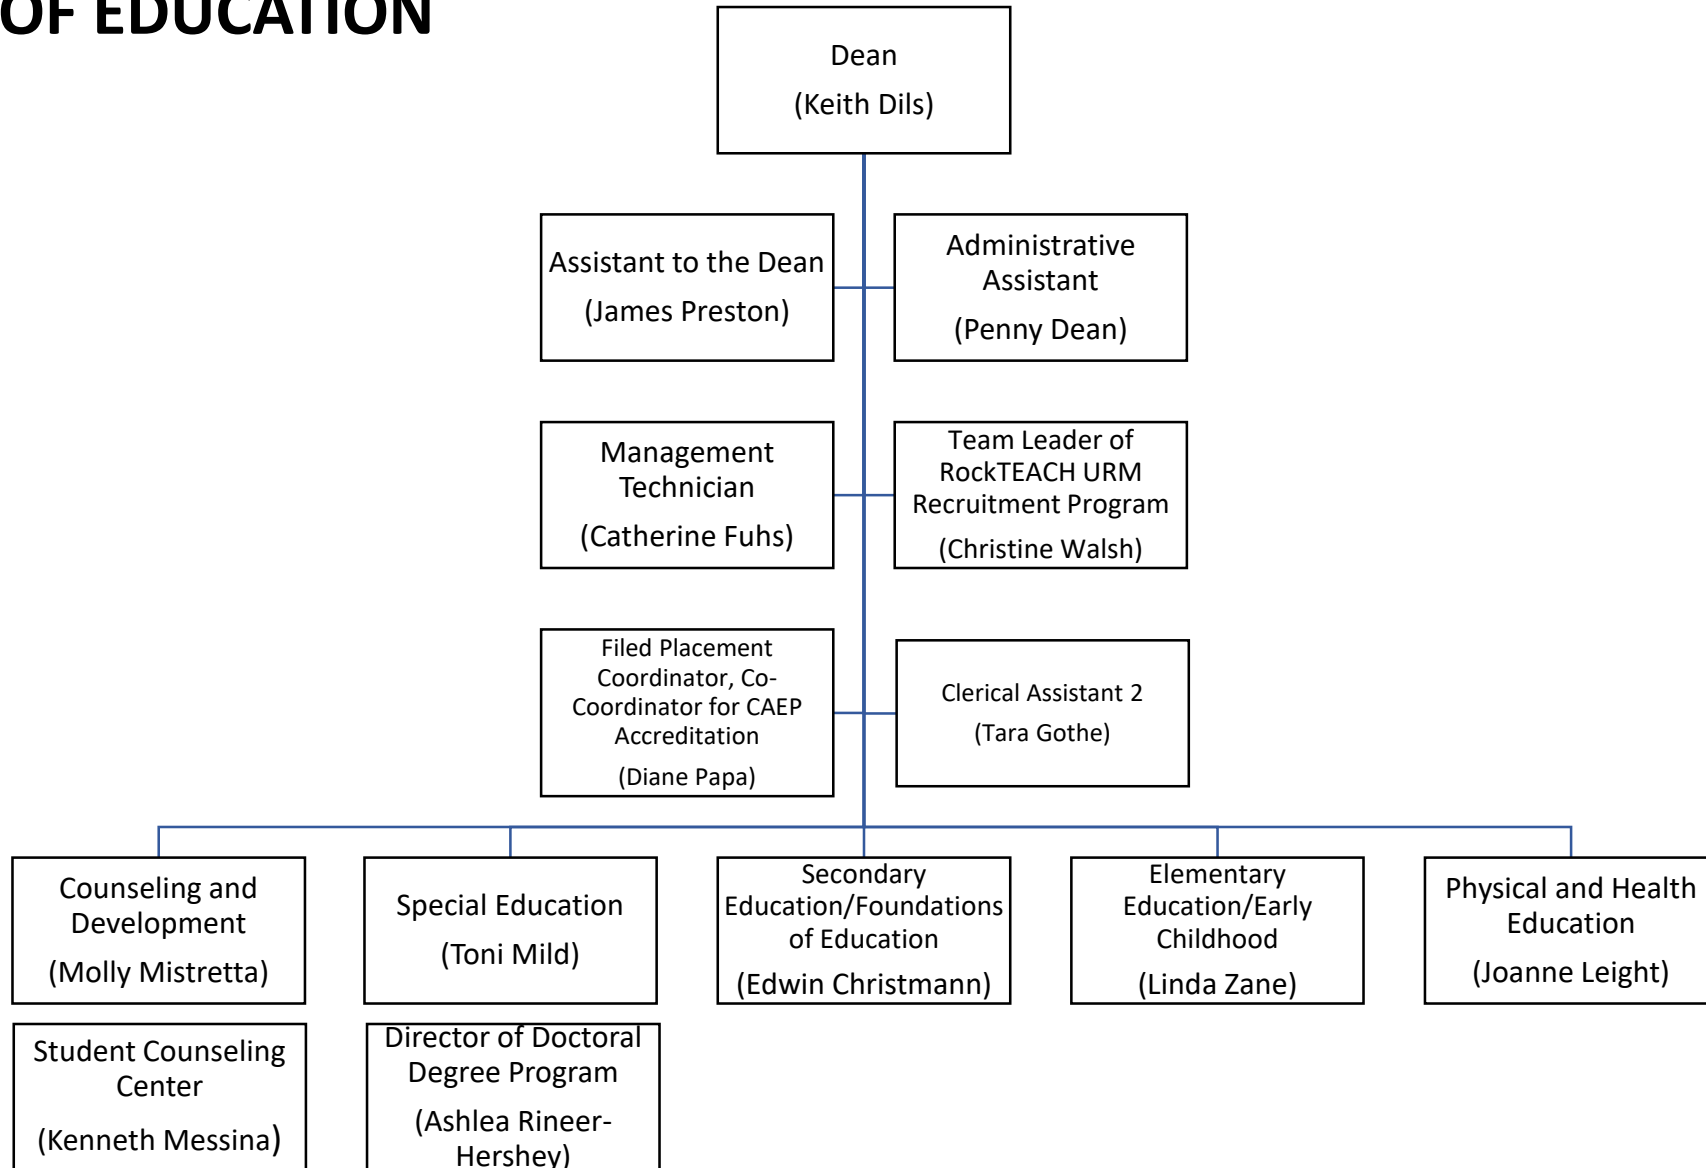 OF EDUCATION
Dean
(Keith Dils)
Assistant to the Dean
(James Preston)
Administrative
Assistant
(Penny Dean)
Management
Technician
(Catherine Fuhs)
Team Leader of
RockTEACH URM
Recruitment Program
(Christine Walsh)
Filed Placement
Coordinator, Co-
Coordinator for CAEP
Accreditation
(Diane Papa)
Clerical Assistant 2
(Tara Gothe)
Counseling and
Development
(Molly Mistretta)
Special Education
(Toni Mild)
Secondary
Education/Foundations
of Education
(Edwin Christmann)
Elementary
Education/Early
Childhood
(Linda Zane)
Physical and Health
Education
(Joanne Leight)
Student Counseling
Center
(Kenneth Messina)
Director of Doctoral
Degree Program
(Ashlea Rineer-
Hershey)